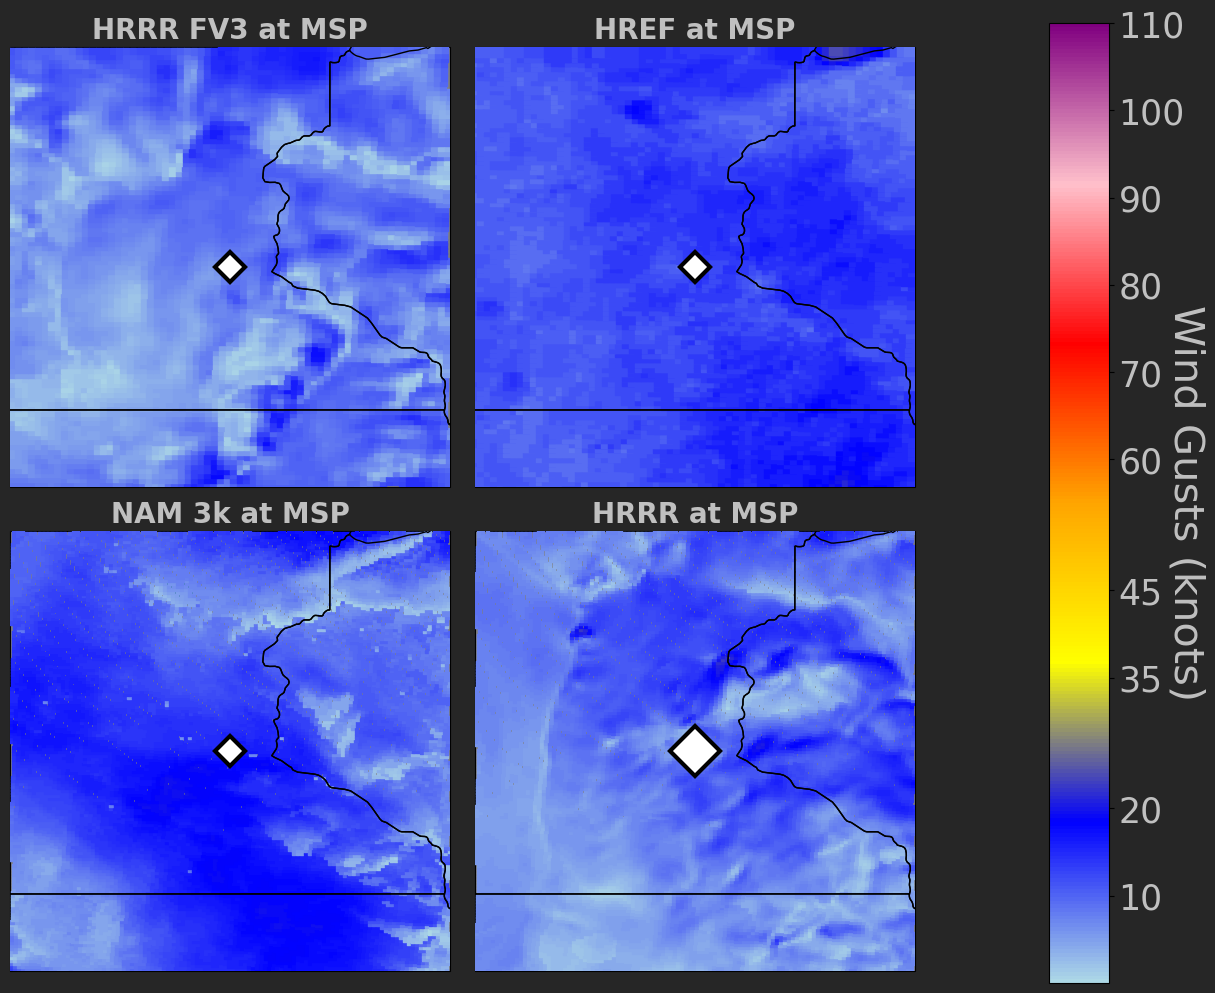 HRRR FV3 at MSP
HREF at MSP
NAM 3k at MSP
HRRR at MSP
110
100
90
80
70
60
45
35
20
10
Wind Gusts (knots)